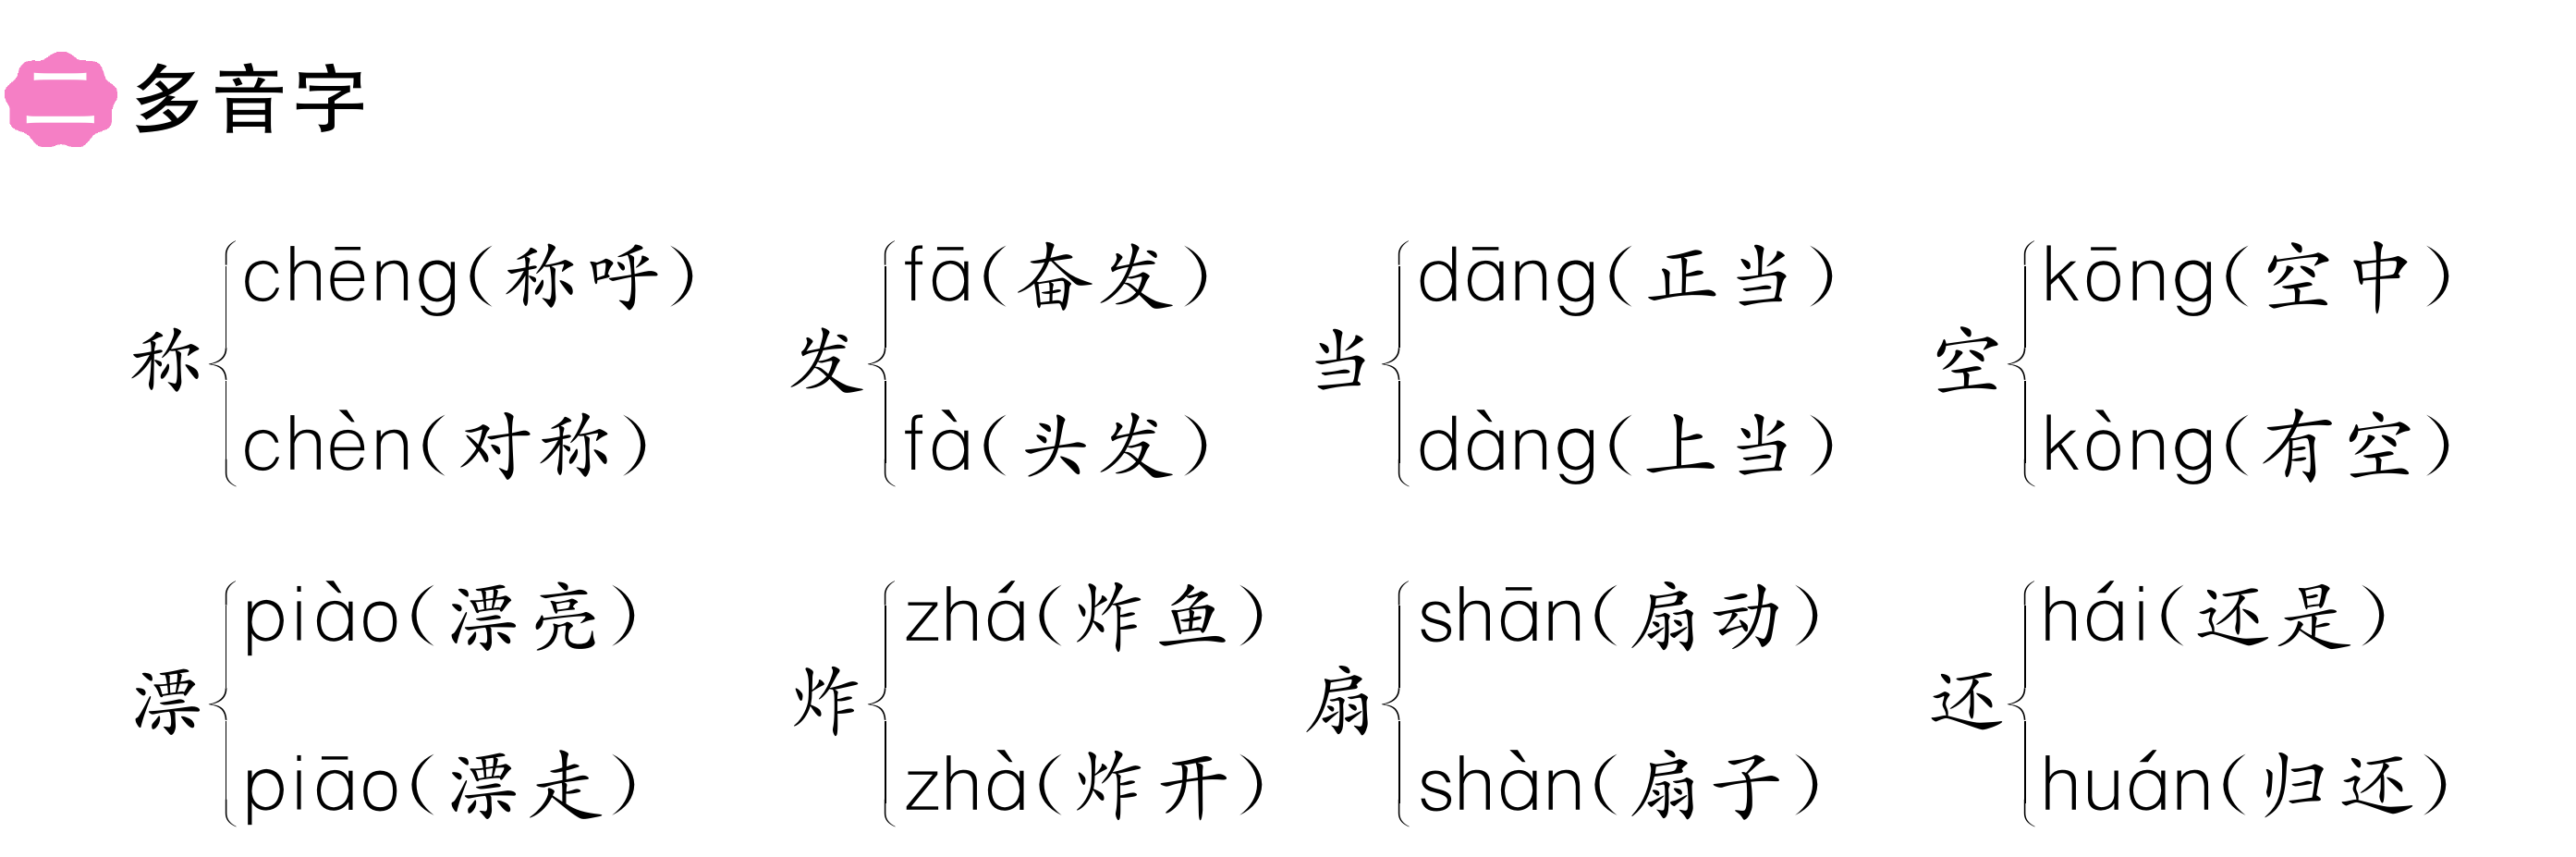 二 多音字
chēng(称呼) fā(奋发) dāng(正当) kōng(空中)
称 发 当 空
chèn(对称) fà(头发) dàng(上当) kòng(有空)
piào(漂亮) zhá(炸鱼) shān(扇动) hái(还是)
漂 炸 扇 还
piāo(漂走) zhà(炸开) shàn(扇子) huán(归还)